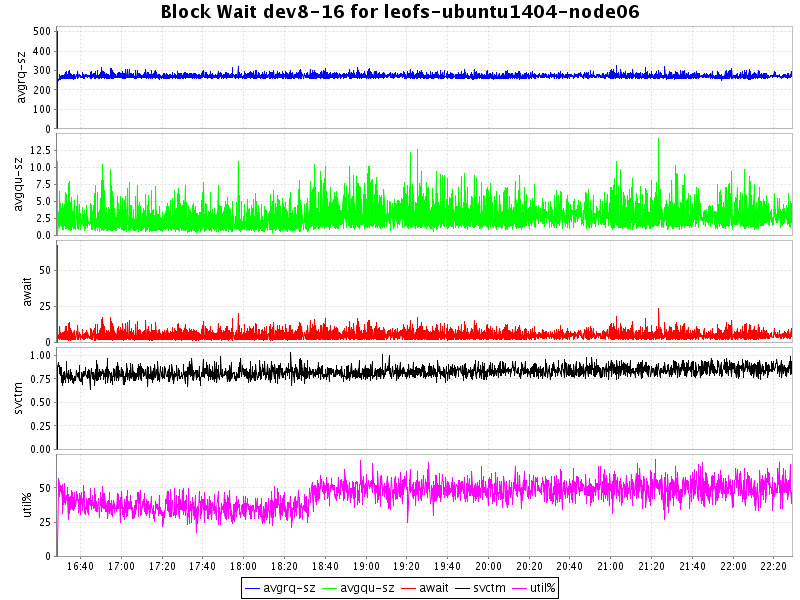 Block Wait dev8-16 for leofs-ubuntu1404-node06
avgrq-sz
500
400
300
200
100
0
avgqu-sz
12.5
10.0
7.5
5.0
2.5
0.0
await
50
25
0
svctm
1.00
0.75
0.50
0.25
0.00
util%
50
25
0
16:40 17:00 17:20 17:40 18:00 18:20 18:40 19:00 19:20 19:40 20:00 20:20 20:40 21:00 21:20 21:40 22:00 22:20
avgrq-sz avgqu-sz await svctm util%